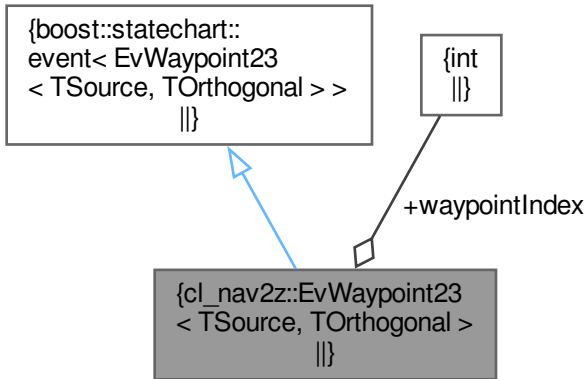 {boost::statechart::
event< EvWaypoint23
< TSource, TOrthogonal > >
||}
{int
||}
+waypointIndex
{cl_nav2z::EvWaypoint23
< TSource, TOrthogonal >
||}